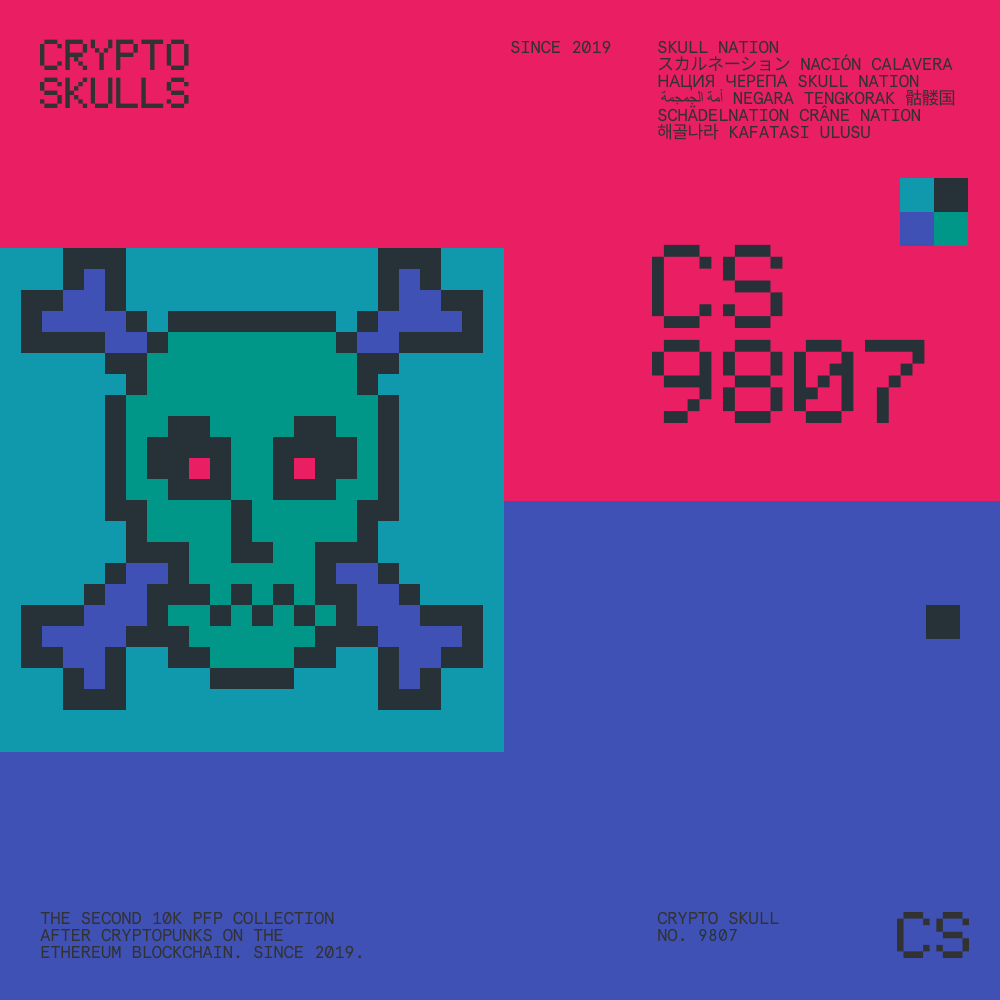 CRYPTO
SKULLS
SINCE 2019
SKULL NATION
スカルネーション NACIÓN CALAVERA
НАЦИЯ ЧЕРЕПА SKULL NATION
أمة الجمجمة NEGARA TENGKORAK 骷髅国
SCHÄDELNATION CRÂNE NATION
해골나라 KAFATASI ULUSU
CS
9807
THE SECOND 10K PFP COLLECTION
AFTER CRYPTOPUNKS ON THE
ETHEREUM BLOCKCHAIN. SINCE 2019.
CRYPTO SKULL
NO. 9807
CS